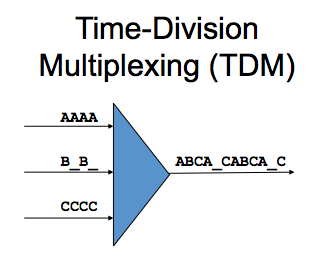 Time-Division
Multiplexing (TDM)
AAAA
B_B_
ABCA_CABCA_C
CCCC